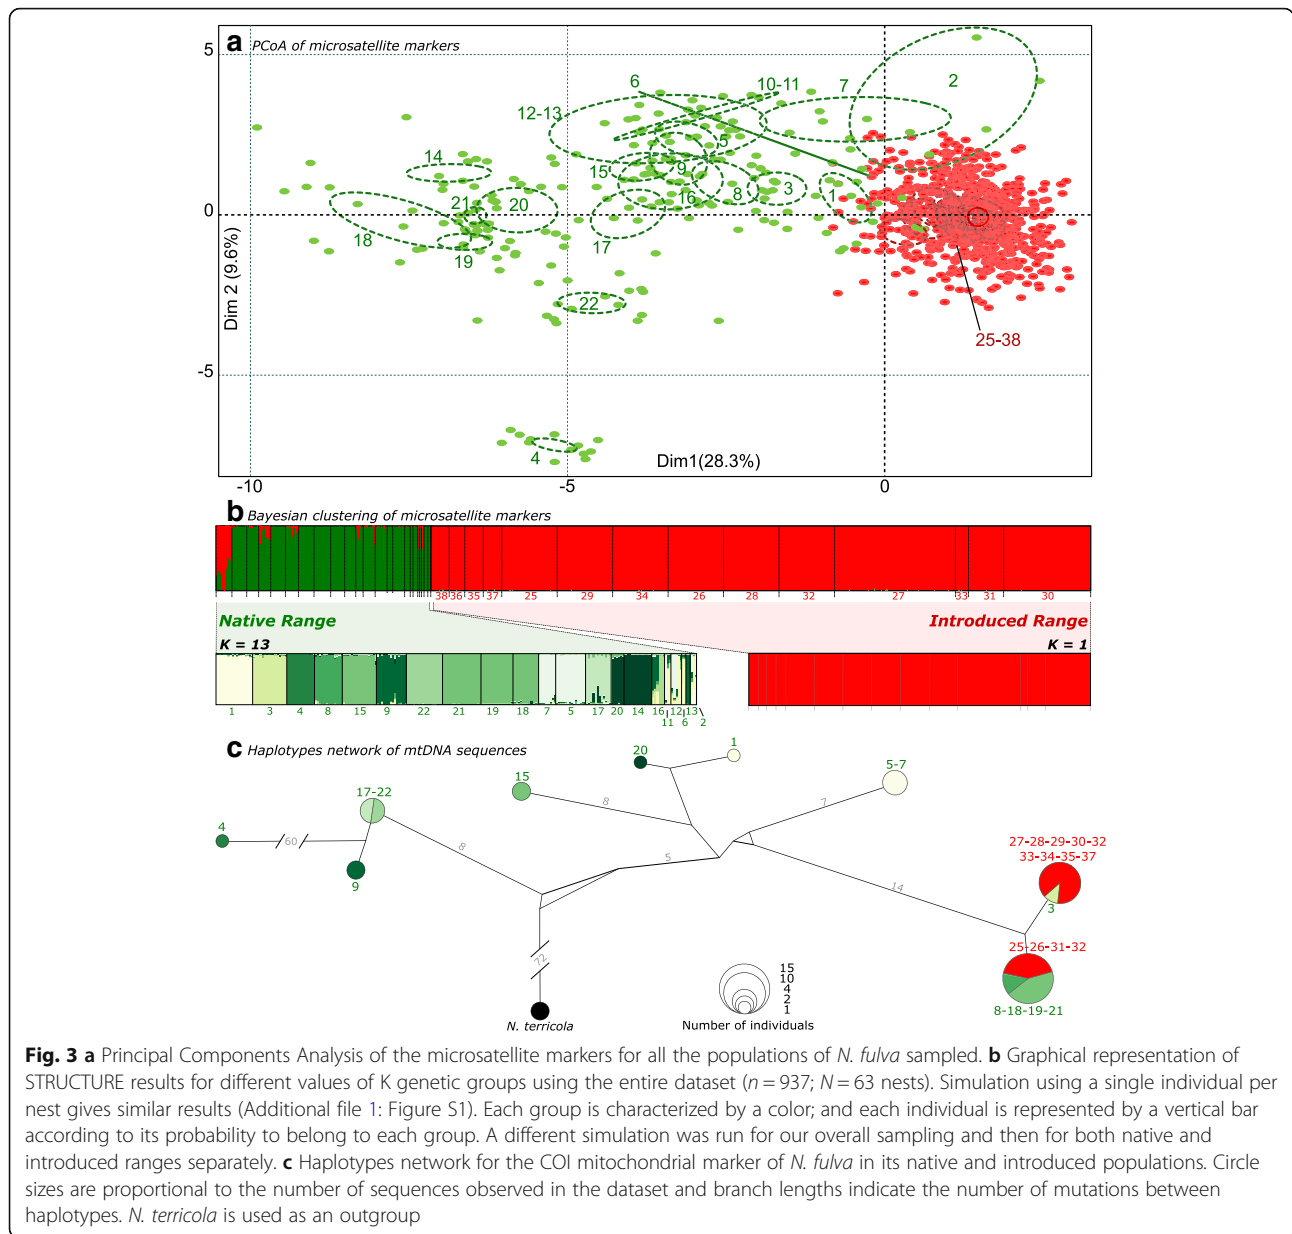 a PCoA of microsatellite markers
5
0
-5
Dim 2 (9.6%)
6
10-11
7
2
12-13
5
14
15
9
16
8
3
1
21
20
18
19
17
22
4
25-38
Dim1(28.3%)
-10
-5
0
b Bayesian clustering of microsatellite markers
38 36 35 37 25 29 34 26 28 32 27 33 31 30
Native Range
Introduced Range
K = 13
K = 1
1 3 4 8 15 9 22 21 19 18 7 5 17 20 14 16 12 13
11 6 2
c Haplotypes network of mtDNA sequences
20
1
5-7
15
17-22
8
7
4
60
9
8
5
14
27-28-29-30-32
33-34-35-37
3
25-26-31-32
8-18-19-21
72
N. terricola
15
10
4
2
1
Number of individuals
Fig. 3 a Principal Components Analysis of the microsatellite markers for all the populations of N. fulva sampled. b Graphical representation of
STRUCTURE results for different values of K genetic groups using the entire dataset (n = 937; N = 63 nests). Simulation using a single individual per
nest gives similar results (Additional file 1: Figure S1). Each group is characterized by a color; and each individual is represented by a vertical bar
according to its probability to belong to each group. A different simulation was run for our overall sampling and then for both native and
introduced ranges separately. c Haplotypes network for the COI mitochondrial marker of N. fulva in its native and introduced populations. Circle
sizes are proportional to the number of sequences observed in the dataset and branch lengths indicate the number of mutations between
haplotypes. N. terricola is used as an outgroup